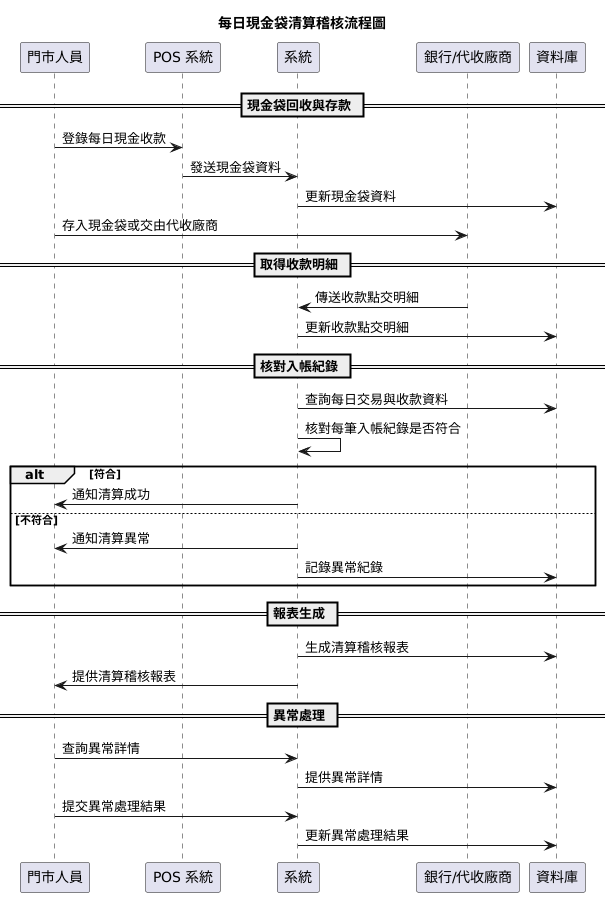 每日現金袋清算稽核流程圖
門市人員 POS 系統 系統 銀行/代收廠商 資料庫
現金袋回收與存款
登錄每日現金收款
發送現金袋資料
更新現金袋資料
存入現金袋或交由代收廠商
取得收款明細
傳送收款點交明細
更新收款點交明細
核對入帳紀錄
查詢每日交易與收款資料
核對每筆入帳紀錄是否符合
alt [符合]
通知清算成功
[不符合]
通知清算異常
記錄異常紀錄
報表生成
生成清算稽核報表
提供清算稽核報表
異常處理
查詢異常詳情
提供異常詳情
提交異常處理結果
更新異常處理結果
門市人員 POS 系統 系統 銀行/代收廠商 資料庫